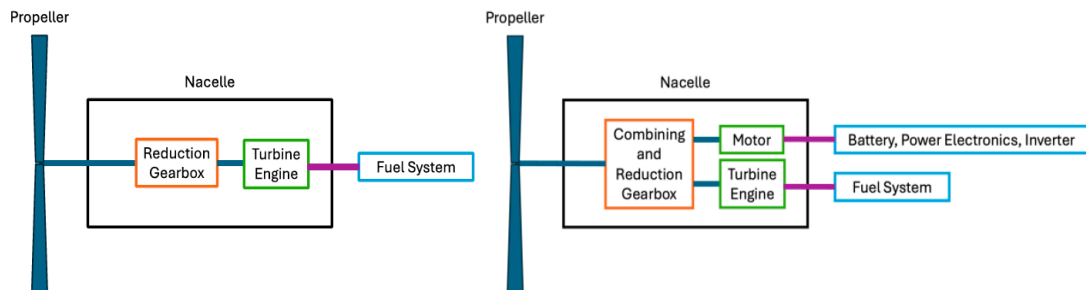 Propeller
Nacelle
Reduction
Gearbox
Turbine
Engine
Fuel System
Propeller
Nacelle
Combining
and
Reduction
Gearbox
Motor
Battery, Power Electronics, Inverter
Turbine
Engine
Fuel System